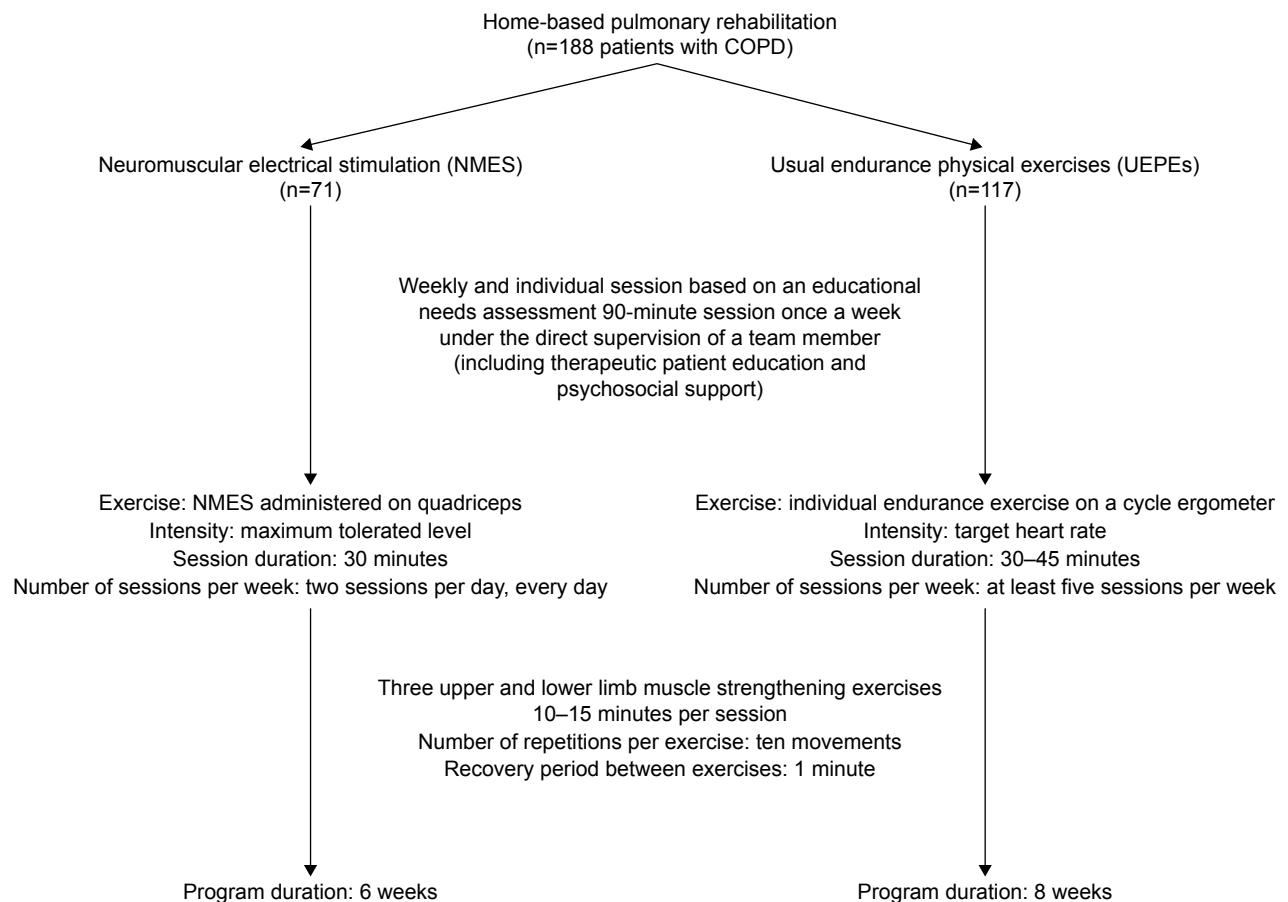 Home-based pulmonary rehabilitation
(n=188 patients with COPD)
Neuromuscular electrical stimulation (NMES)
(n=71)
Usual endurance physical exercises (UEPEs)
(n=117)
Weekly and individual session based on an educational
needs assessment 90-minute session once a week
under the direct supervision of a team member
(including therapeutic patient education and
psychosocial support)
Exercise: NMES administered on quadriceps
Intensity: maximum tolerated level
Session duration: 30 minutes
Number of sessions per week: two sessions per day, every day
Exercise: individual endurance exercise on a cycle ergometer
Intensity: target heart rate
Session duration: 30–45 minutes
Number of sessions per week: at least five sessions per week
Three upper and lower limb muscle strengthening exercises
10–15 minutes per session
Number of repetitions per exercise: ten movements
Recovery period between exercises: 1 minute
Program duration: 6 weeks
Program duration: 8 weeks